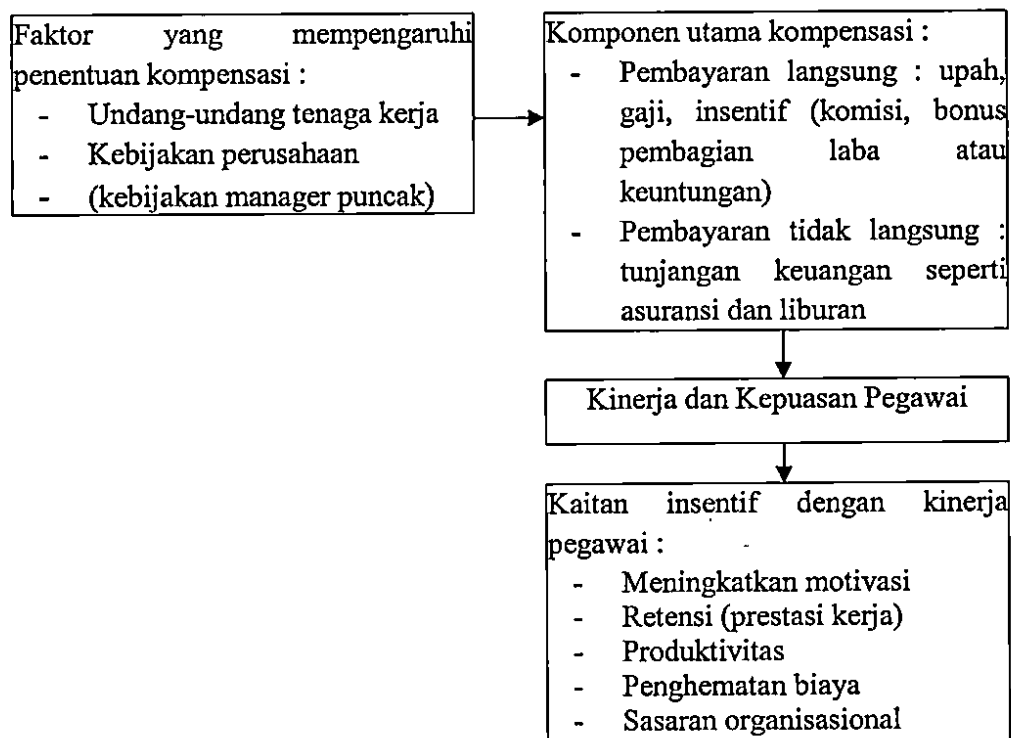 Faktor yang mempengaruhi
penentuan kompensasi :
- Undang-undang tenaga kerja
- Kebijakan perusahaan
- (kebijakan manager puncak)
Komponen utama kompensasi :
- Pembayaran langsung : upah,
gaji, insentif (komisi, bonus
pembagian laba atau
keuntungan)
- Pembayaran tidak langsung :
tunjangan keuangan seperti
asuransi dan liburan
Kinerja dan Kepuasan Pegawai
Kaitan insentif dengan kinerja
pegawai :
- Meningkatkan motivasi
- Retensi (prestasi kerja)
- Produktivitas
- Penghematan biaya
- Sasaran organisasional